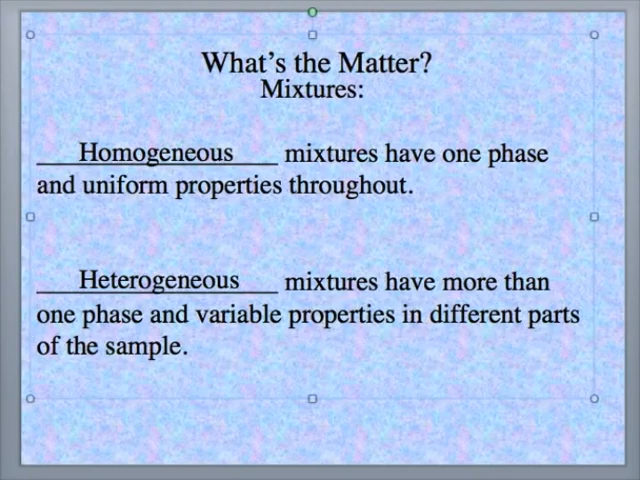 What’s the Matter?
Mixtures:
Homogeneous mixtures have one phase
and uniform properties throughout.
Heterogeneous mixtures have more than
one phase and variable properties in different parts
of the sample.